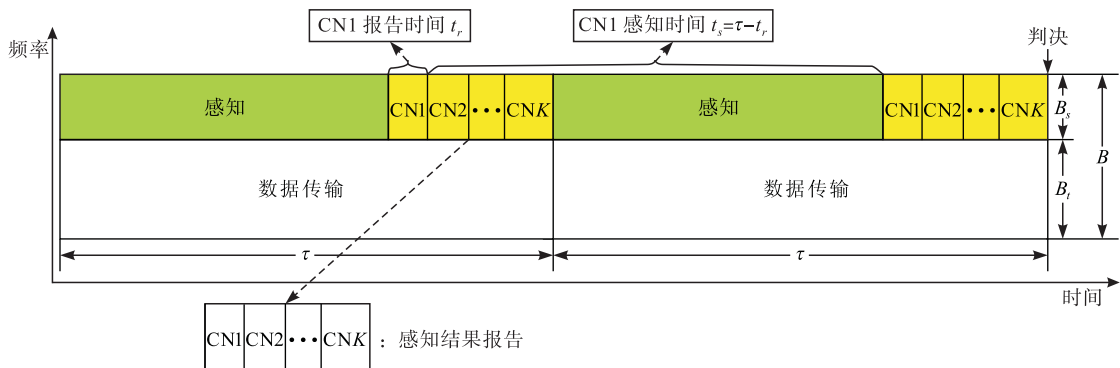 CN1 报告时间 t_r
CN1 感知时间 t_s=τ−t_r
频率
判决
感知
CN1 CN2 ••• CNK
感知
CN1 CN2 ••• CNK
B_s
B
数据传输
数据传输
B_t
τ
τ
时间
CN1 CN2 ••• CNK : 感知结果报告